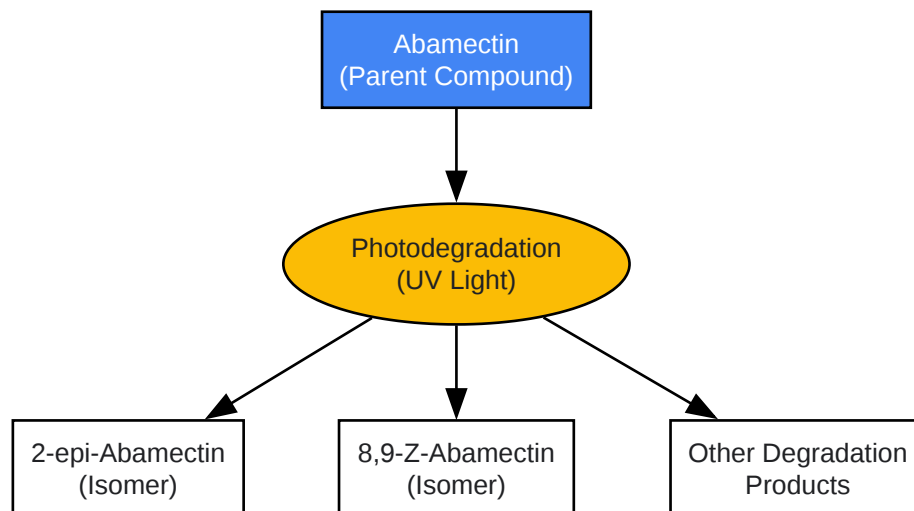 Abamectin
(Parent Compound)
Photodegradation
(UV Light)
2-epi-Abamectin
(Isomer)
8,9-Z-Abamectin
(Isomer)
Other Degradation
Products